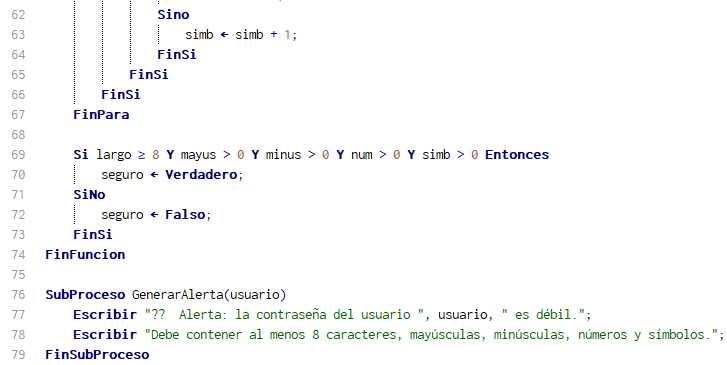 62 Sino
63 simb ← simb + 1;
64 FinSi
65 FinSi
66 FinSi
67 FinPara
68
69 Si largo ≥ 8 Y mayus > 0 Y minus > 0 Y num > 0 Y simb > 0 Entonces
70 seguro ← Verdadero;
71 SiNo
72 seguro ← Falso;
73 FinSi
74 FinFuncion
75
76 SubProceso GenerarAlerta(usuario)
77 Escribir "??  Alerta: la contraseña del usuario ", usuario, " es débil.";
78 Escribir "Debe contener al menos 8 caracteres, mayúsculas, minúsculas, números y símbolos.";
79 FinSubProceso